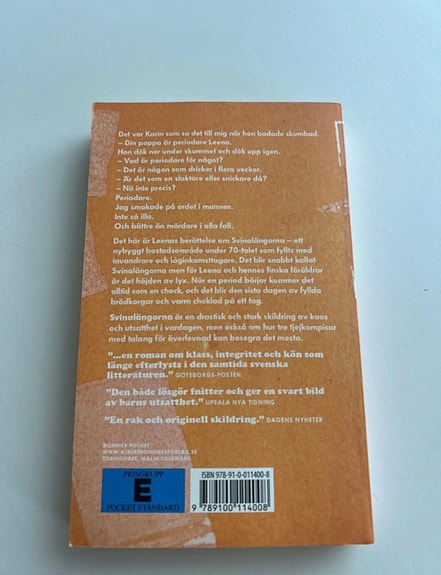 Det var Karin som sa det till mig när hon badade skumbad.
– Din pappa är periodare Leena.
Hon dök ner under skummet och dök upp igen.
– Vad är periodare för något?
– Det är någon som dricker i flera veckor.
– Är det som en slaktare eller snickare då?
– Nä inte precis?
Periodare.
Jag smakade på ordet i munnen.
Inte så illa.
Och bättre än mördare i alla fall.
Det här är Leenas berättelse om Svinalängorna – ett
nybyggt bostadsområde under 70-talet som fyllts med
invandrare och låginkomsttagare. Det blir snabbt kallat
Svinalängorna men för Leena och hennes finska föräldrar
är det höjden av lyx. När en period börjar kommer det
alltid som en chock, och det blir den sista dagen av fyllda
brödkorgar och varm choklad på ett tag.
Svinalängorna är en drastisk och stark skildring av kaos
och utsatthet i vardagen, men också om hur tre tjejkompisar
med talang för överlevnad kan besegra det mesta.
"...en roman om klass, integritet och kön som
länge efterlysts i den samtida svenska
litteraturen." GÖTEBORGS-POSTEN
"Den både lösgör fnitter och ger en svart bild
av barns utsatthet." UPSALA NYA TIDNING
"En rak och originell skildring." DAGENS NYHETER
BONNIER POCKET
WWW.ALBERTBONNIERSFORLAG.SE
FORMGIVARE: MALIN LILLEWARG
PRISGRUPP
E
POCKET STANDARD
ISBN 978-91-0-011400-8
9 789100 114008